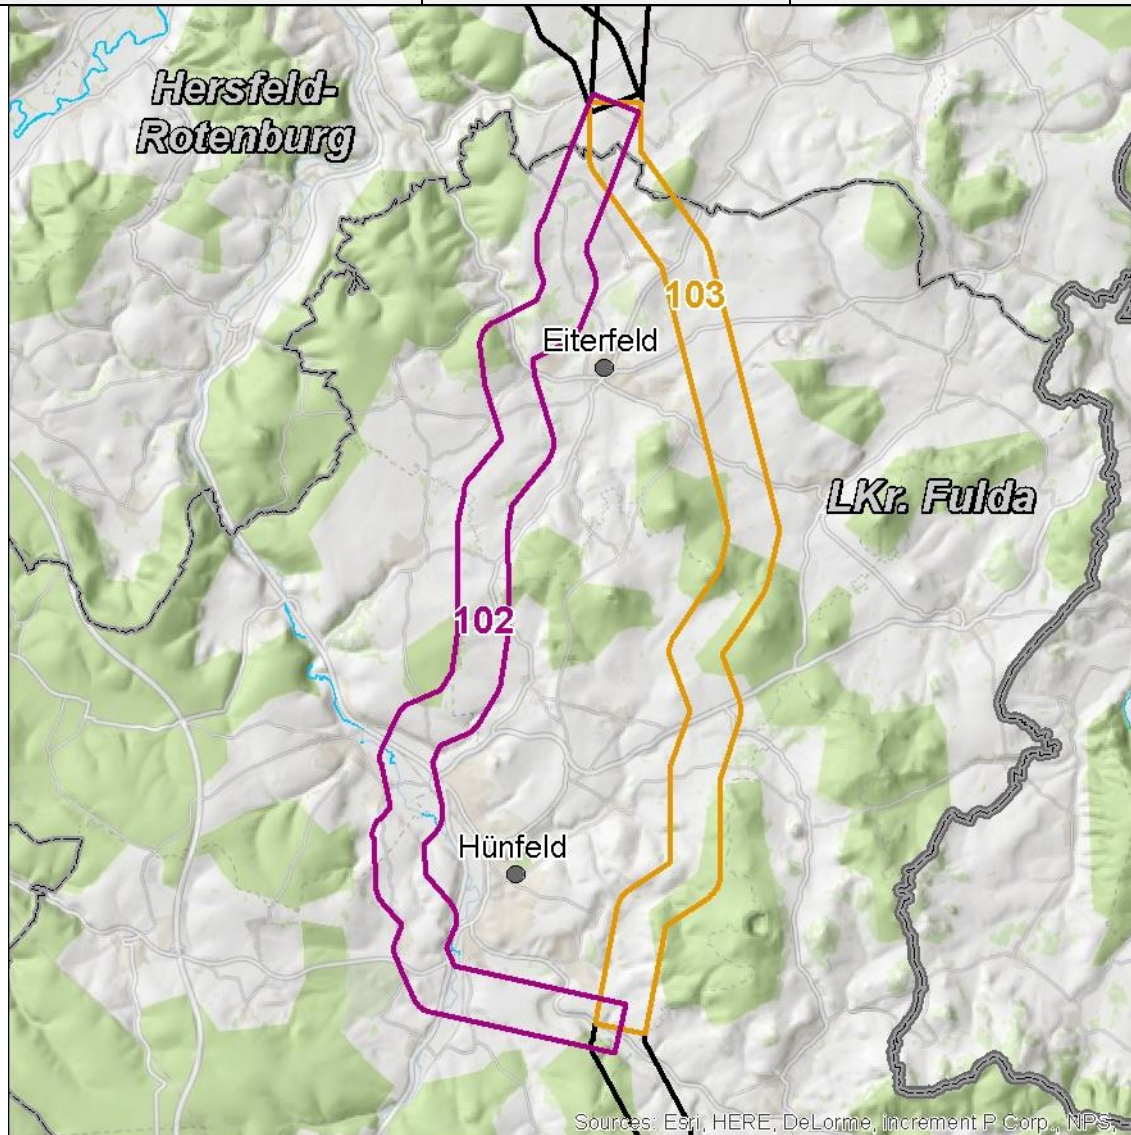 Hersfeld-
Rotenburg
103
Eiterfeld
LKr. Fulda
102
Hünfeld
Sources: Esri, HERE, DeLorme, increment P Corp., NPS,